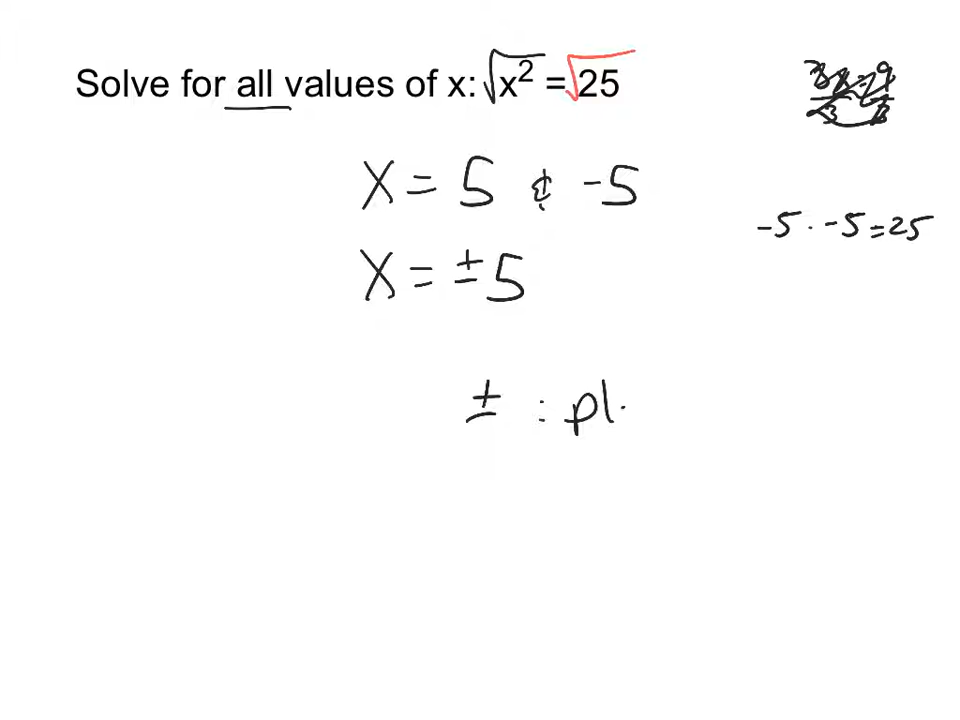 Solve for all values of x: √x² = √25
X = 5 & -5
-5 · -5 = 25
X = ±5
± : pl